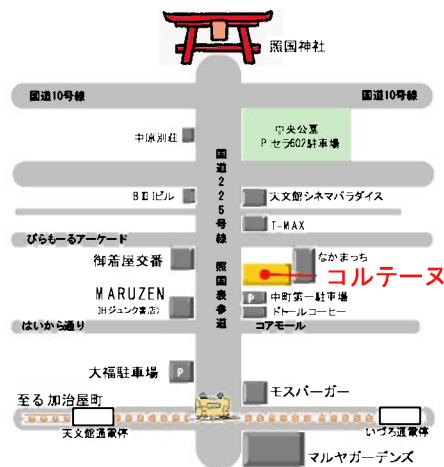 照国神社
国道10号線
国道10号線
中原別荘
中央公園
P セラ602駐車場
国道225号線
照国表参道
BIBIビル
天文館シネマパラダイス
T-MAX
ぴらもーるアーケード
御着屋交番
なかまっち
コルテーヌ
MARUZEN
(旧ジュンク書店)
P
中町第一駐車場
ドトールコーヒー
はいから通り
コアモール
大福駐車場
P
モスバーガー
至る加治屋町
天文館通電停
いづろ通電停
マルヤガーデンズ